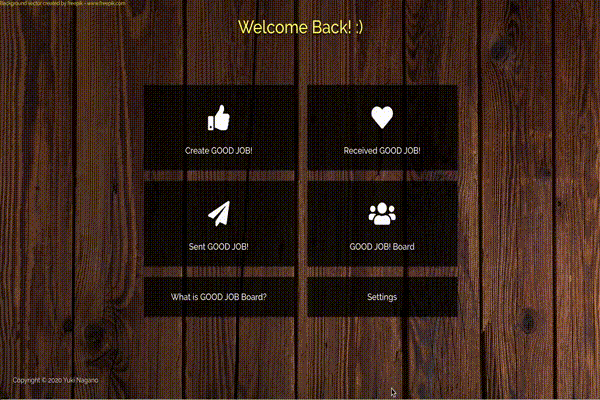 Background vector created by freepik - www.freepik.com
Welcome Back! :)
Create GOOD JOB!
Received GOOD JOB!
Sent GOOD JOB!
GOOD JOB! Board
What is GOOD JOB Board?
Settings
Copyright © 2020 Yuki Nagano